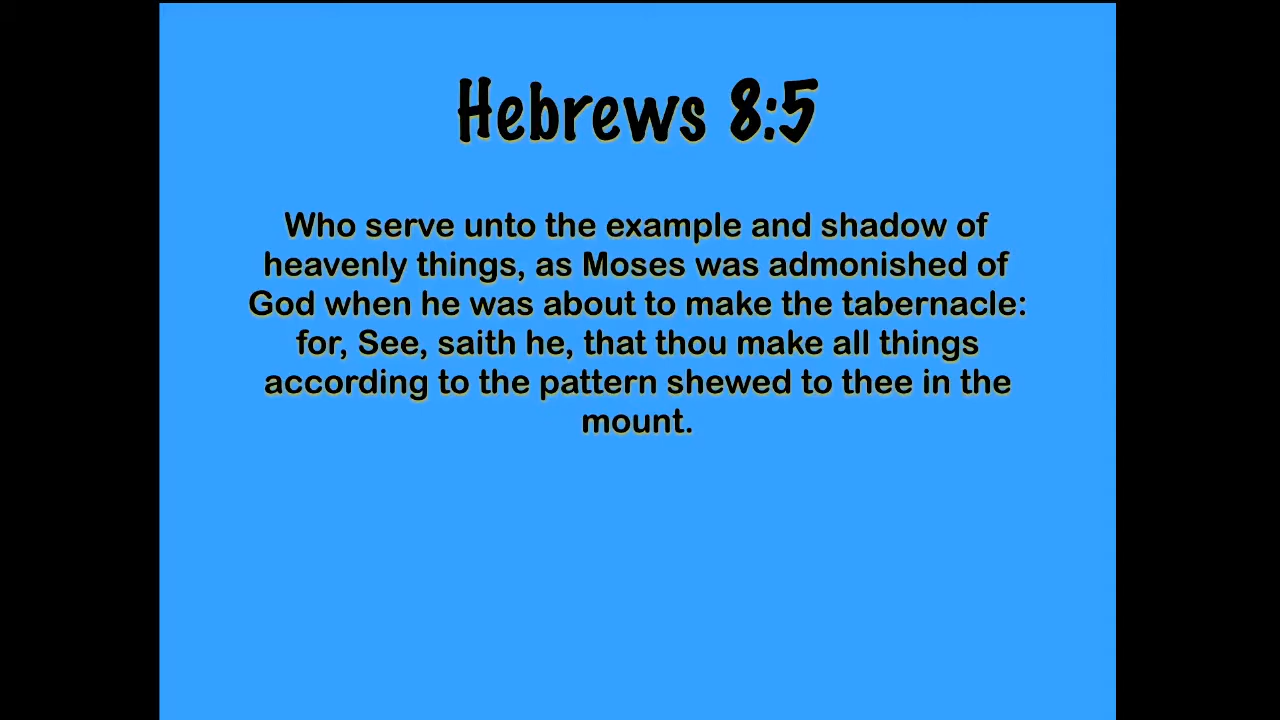 Hebrews 8:5
Who serve unto the example and shadow of
heavenly things, as Moses was admonished of
God when he was about to make the tabernacle:
for, See, saith he, that thou make all things
according to the pattern shewed to thee in the
mount.